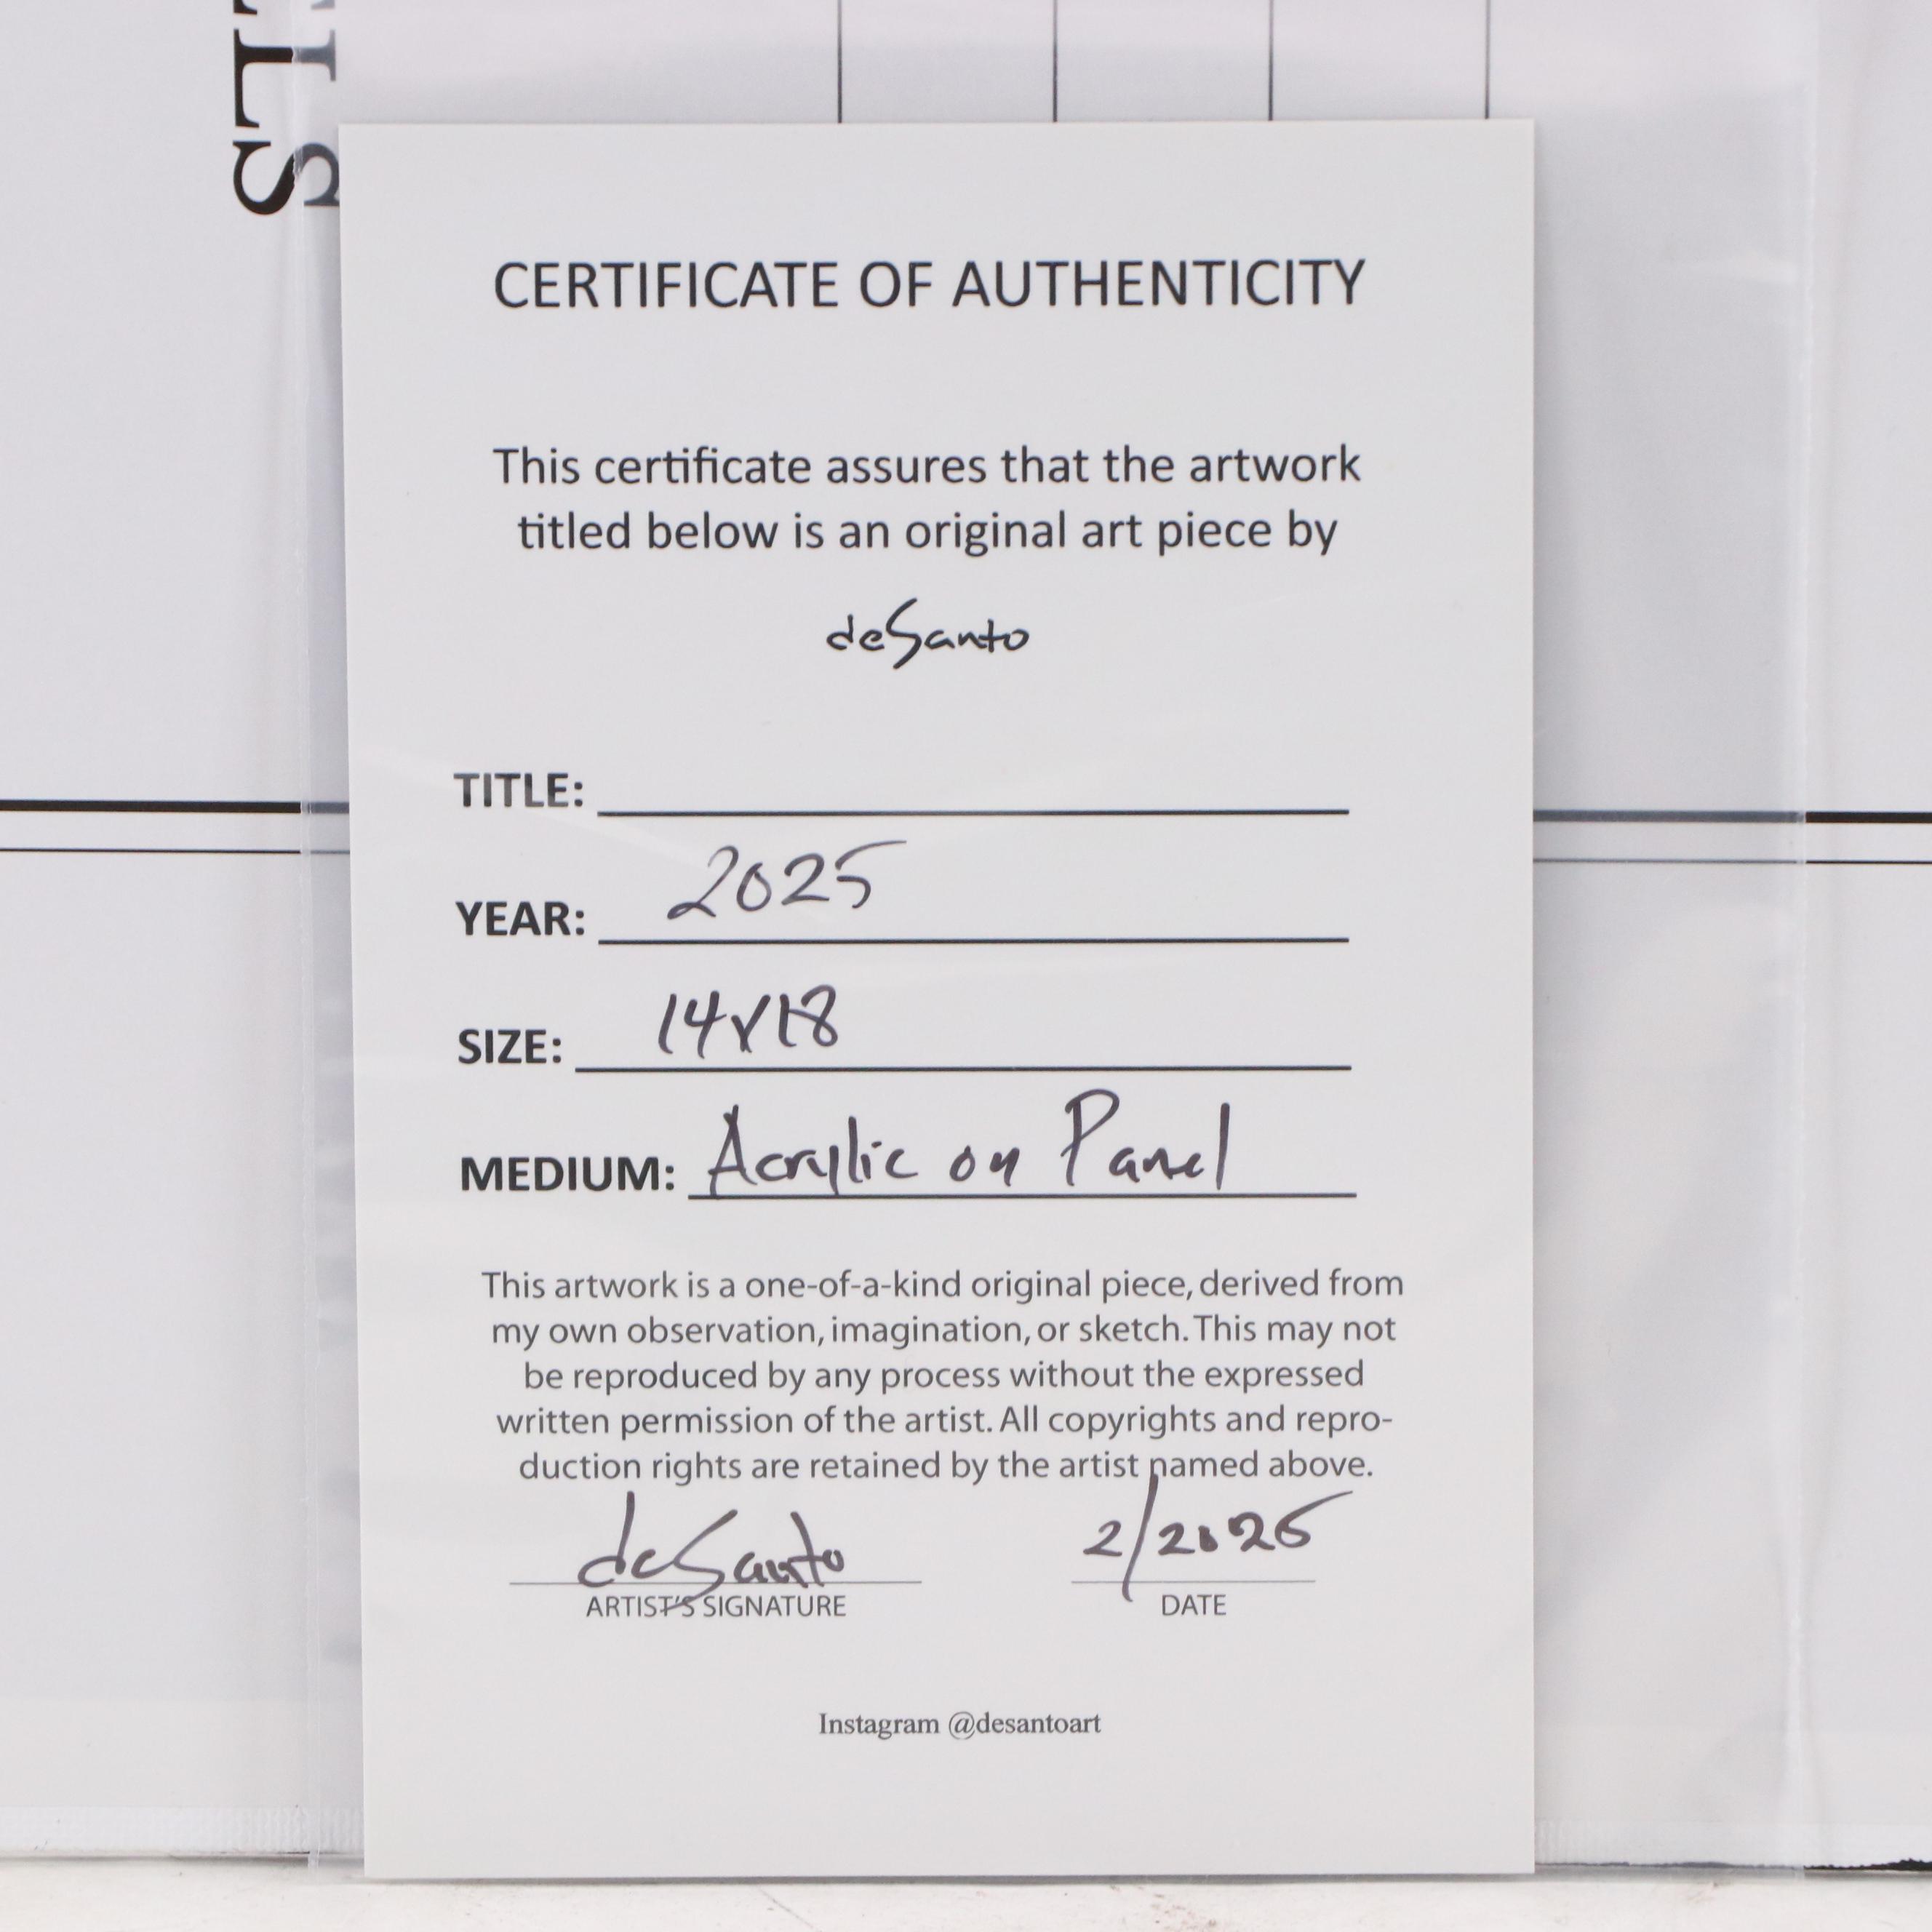 LTS
CERTIFICATE OF AUTHENTICITY
This certificate assures that the artwork
titled below is an original art piece by
deSanto
TITLE:
YEAR: 2025
SIZE: 14x18
MEDIUM: Acrylic on Panel
This artwork is a one-of-a-kind original piece, derived from
my own observation, imagination, or sketch. This may not
be reproduced by any process without the expressed
written permission of the artist. All copyrights and repro-
duction rights are retained by the artist named above.
deSanto 2/2025
ARTIST'S SIGNATURE DATE
Instagram @desantoart